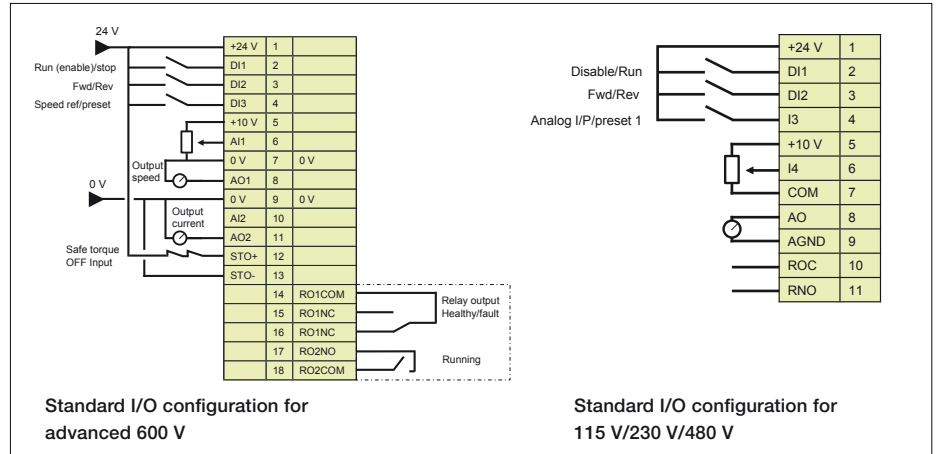 24 V
+24 V 1
Run (enable)/stop DI1 2
Fwd/Rev DI2 3
Speed ref/preset DI3 4
+10 V 5
AI1 6
Output speed
0 V 7 0 V
AO1 8
0 V
0 V 9 0 V
Output current
AI2 10
AO2 11
Safe torque OFF Input
STO+ 12
STO- 13
14 RO1COM
Relay output
Healthy/fault
15 RO1NC
16 RO1NC
17 RO2NO
Running
18 RO2COM
Standard I/O configuration for
advanced 600 V
+24 V 1
Disable/Run DI1 2
Fwd/Rev DI2 3
Analog I/P/preset 1 I3 4
+10 V 5
I4 6
COM 7
AO 8
AGND 9
ROC 10
RNO 11
Standard I/O configuration for
115 V/230 V/480 V